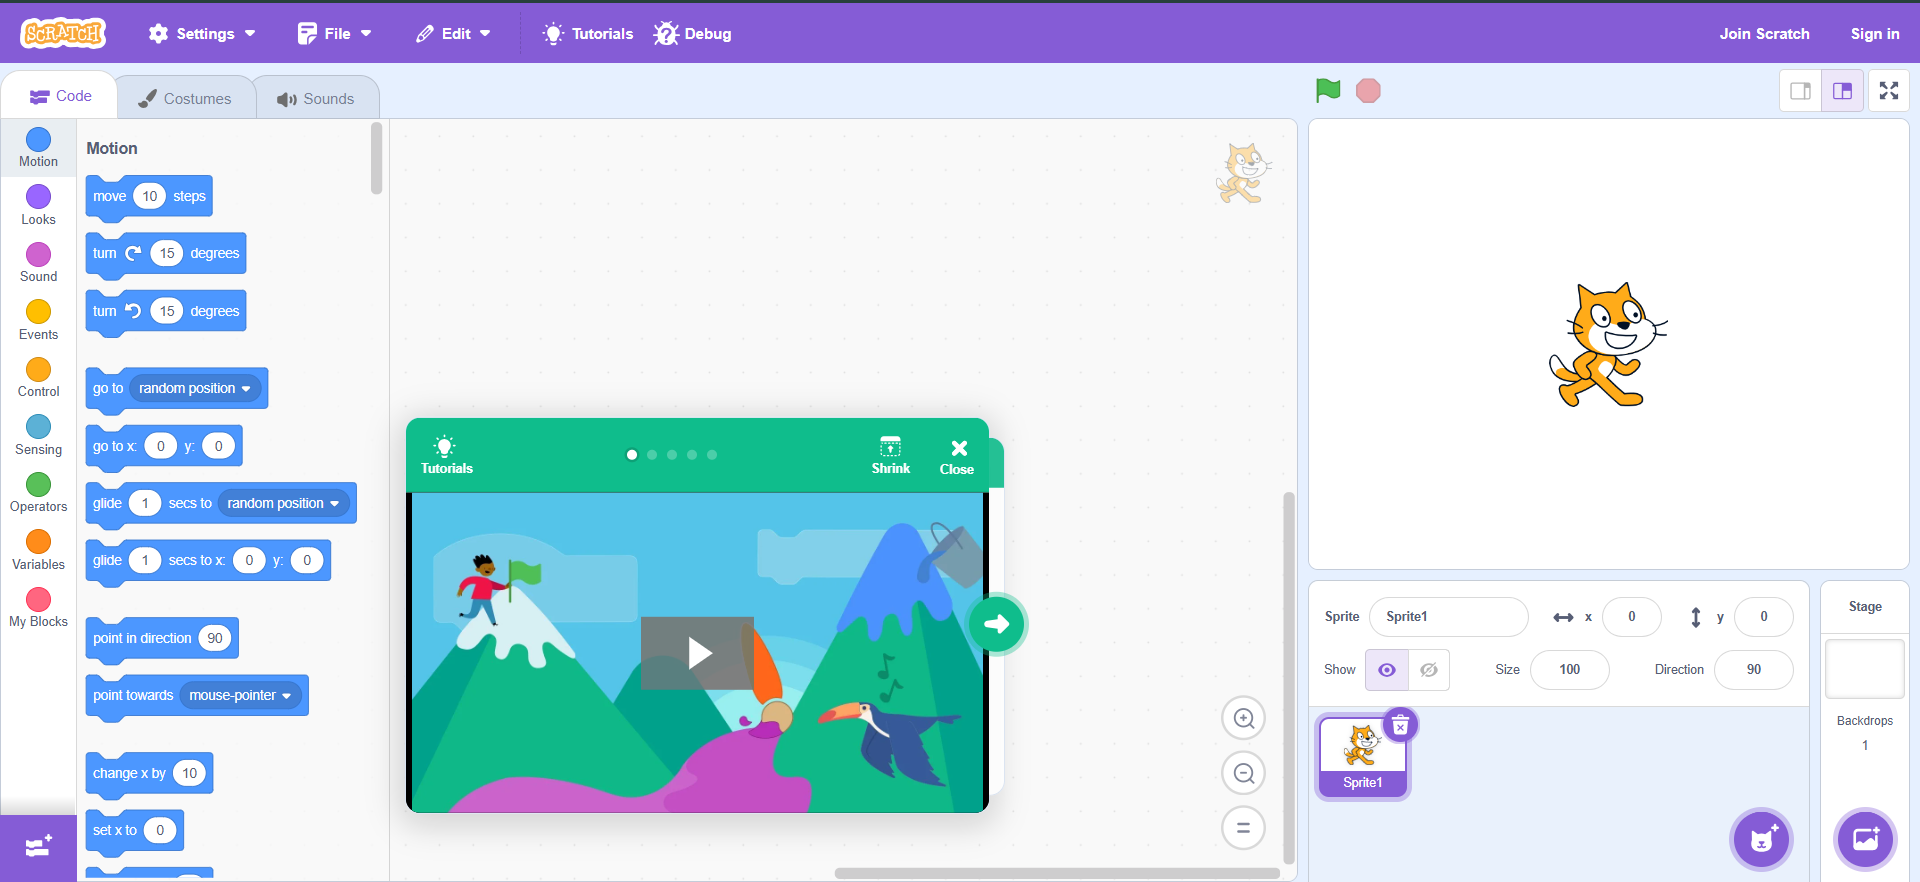 SCRATCH Settings File Edit Tutorials Debug Join Scratch Sign in
Code Costumes Sounds
Motion
Looks
Sound
Events
Control
Sensing
Operators
Variables
My Blocks
Motion
move 10 steps
turn 15 degrees
turn 15 degrees
go to random position
go to x: 0 y: 0
glide 1 secs to random position
glide 1 secs to x: 0 y: 0
point in direction 90
point towards mouse-pointer
change x by 10
set x to 0
Tutorials Shrink Close
Sprite Sprite1 x 0 y 0
Show Size 100 Direction 90
Sprite1
Stage
Backdrops
1